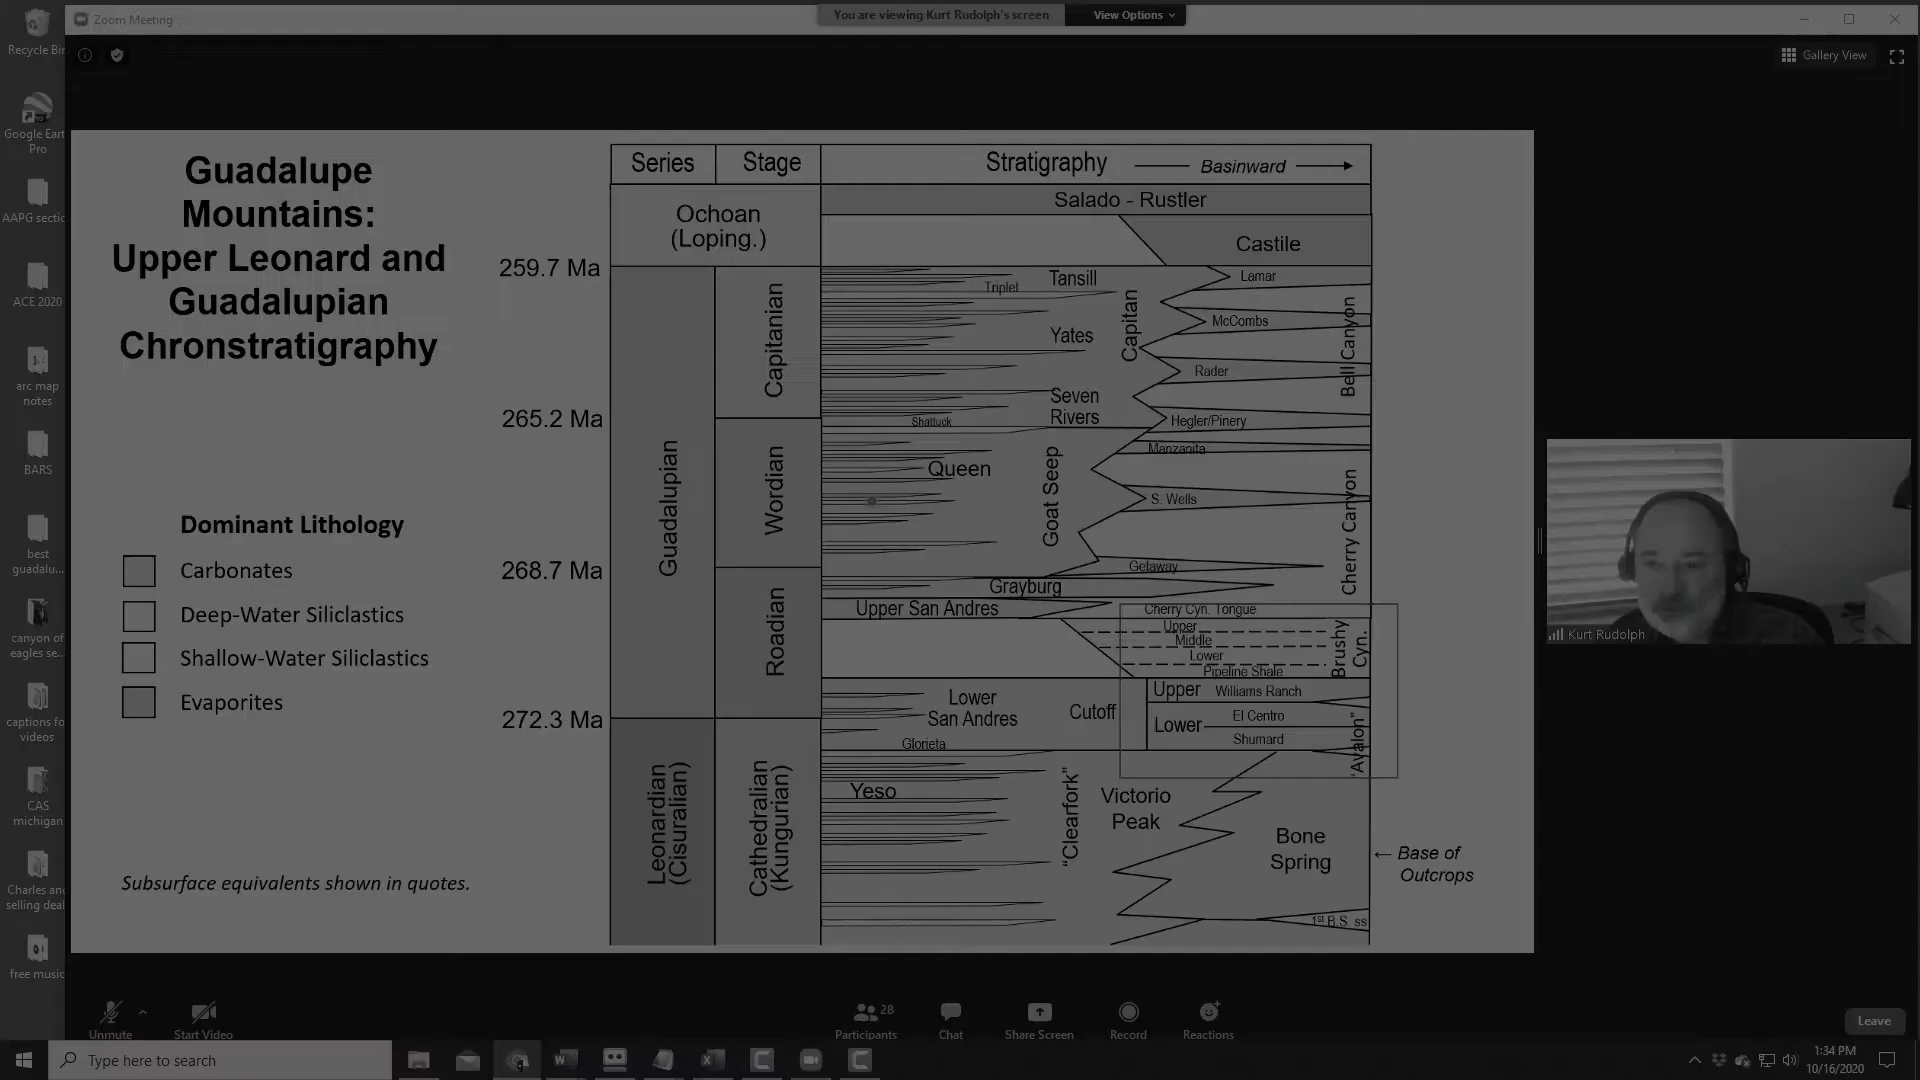 Recycle Bin
Zoom Meeting
You are viewing Kurt Rudolph's screen
View Options
Gallery View
Google Eart
Pro
AAPG sectic
ACE 2020
arc map
notes
BARS
best
guadalu...
canyon of
eagles se...
captions fo
videos
CAS
michigan
Charles and
selling deal
free music
Guadalupe
Mountains:
Upper Leonard and
Guadalupian
Chronstratigraphy
Dominant Lithology
Carbonates
Deep-Water Siliclastics
Shallow-Water Siliclastics
Evaporites
Subsurface equivalents shown in quotes.
259.7 Ma
265.2 Ma
268.7 Ma
272.3 Ma
Series
Stage
Stratigraphy
Basinward
Salado - Rustler
Ochoan
(Loping.)
Castile
Guadalupian
Capitanian
Tansill
Triplet
Yates
Seven
Rivers
Shattuck
Capitan
Lamar
McCombs
Rader
Hegler/Pinery
Bell Canyon
Wordian
Queen
Goat Seep
Manzanita
S. Wells
Getaway
Cherry Canyon
Grayburg
Roadian
Upper San Andres
Cherry Cyn. Tongue
Upper
Middle
Lower
Pipeline Shale
Brushy
Cyn.
Lower
San Andres
Cutoff
Upper
Williams Ranch
Lower
El Centro
Shumard
"Avalon"
Glorieta
Leonardian
(Cisuralian)
Cathedralian
(Kungurian)
Yeso
"Clearfork"
Victorio
Peak
Bone
Spring
1st B.S. ss
← Base of
Outcrops
Kurt Rudolph
Unmute
Start Video
28
Participants
Chat
Share Screen
Record
Reactions
Leave
Type here to search
1:34 PM
10/16/2020